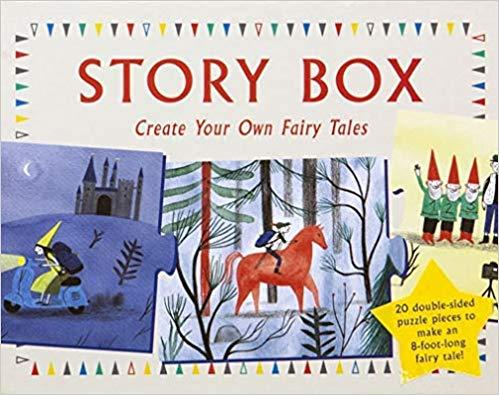 STORY BOX
Create Your Own Fairy Tales
20 double-sided
puzzle pieces to
make an
8-foot-long
fairy tale!